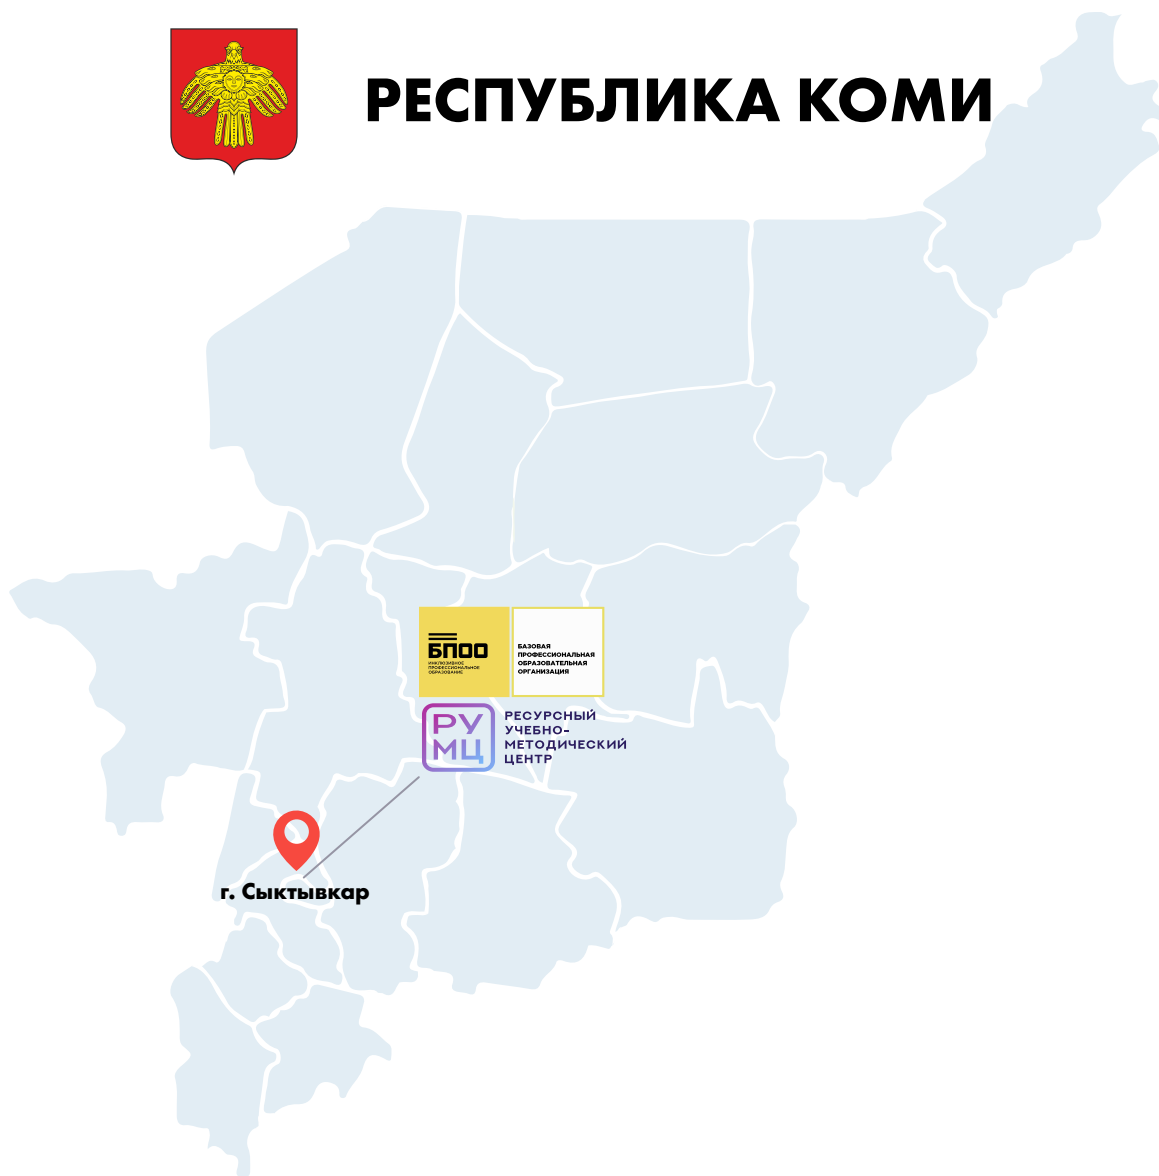 РЕСПУБЛИКА КОМИ
БПОО
ИНКЛЮЗИВНОЕ
ПРОФЕССИОНАЛЬНОЕ
ОБРАЗОВАНИЕ
БАЗОВАЯ
ПРОФЕССИОНАЛЬНАЯ
ОБРАЗОВАТЕЛЬНАЯ
ОРГАНИЗАЦИЯ
РУ
МЦ
РЕСУРСНЫЙ
УЧЕБНО-
МЕТОДИЧЕСКИЙ
ЦЕНТР
г. Сыктывкар